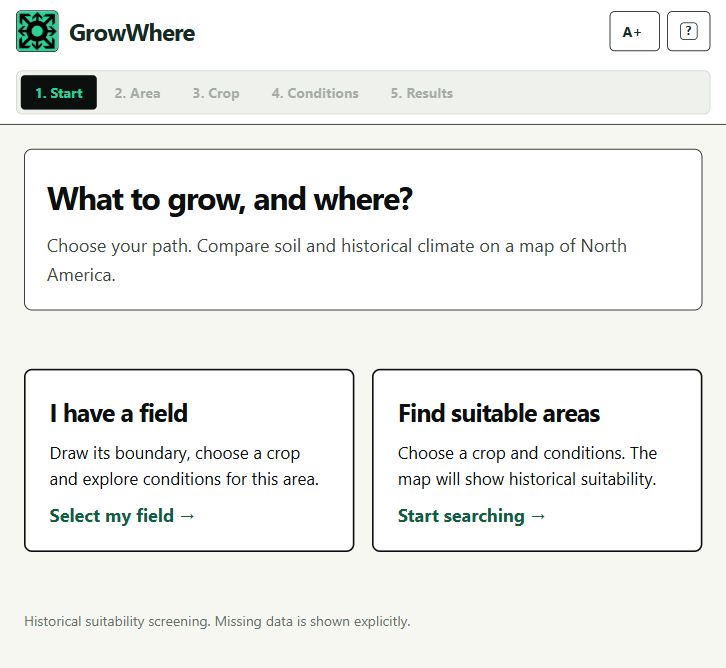 GrowWhere
A+
?
1. Start
2. Area
3. Crop
4. Conditions
5. Results
What to grow, and where?
Choose your path. Compare soil and historical climate on a map of North
America.
I have a field
Draw its boundary, choose a crop
and explore conditions for this area.
Select my field →
Find suitable areas
Choose a crop and conditions. The
map will show historical suitability.
Start searching →
Historical suitability screening. Missing data is shown explicitly.